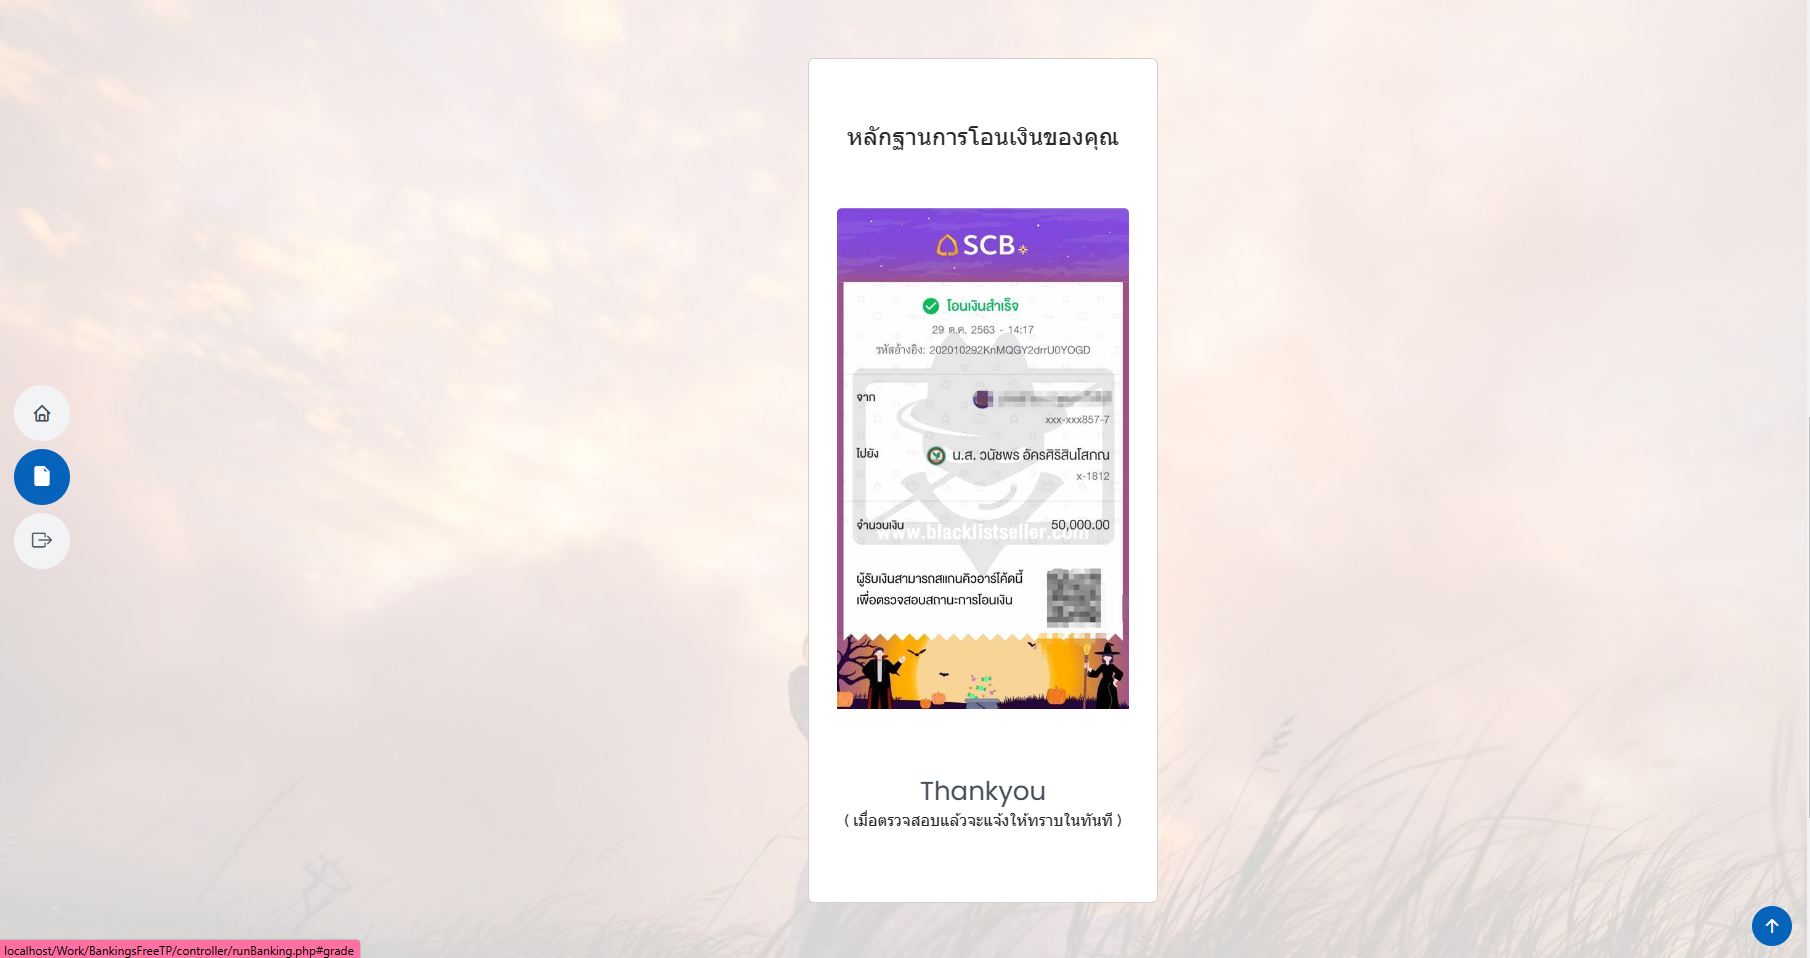 หลักฐานการโอนเงินของคุณ
SCB
โอนเงินสำเร็จ
29 ต.ค. 2563 - 14:17
รหัสอ้างอิง: 202010292KnMQGY2drrU0YOGD
จาก
xxx-xxx857-7
ไปยัง น.ส. วนัชพร อัครศิริสินโสภณ
x-1812
จำนวนเงิน 50,000.00
www.blacklistseller.com
ผู้รับเงินสามารถสแกนคิวอาร์โค้ดนี้
เพื่อตรวจสอบสถานะการโอนเงิน
Thankyou
( เมื่อตรวจสอบแล้วจะแจ้งให้ทราบในทันที )
localhost/Work/BankingsFreeTP/controller/runBanking.php#grade